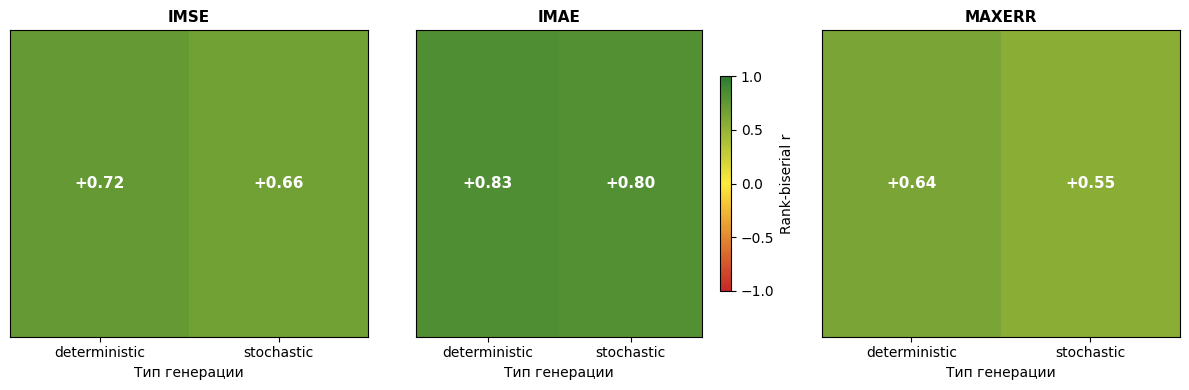 IMSE
+0.72
+0.66
deterministic
stochastic
Тип генерации
IMAE
+0.83
+0.80
deterministic
stochastic
Тип генерации
1.0
0.5
0.0
−0.5
−1.0
Rank-biserial r
MAXERR
+0.64
+0.55
deterministic
stochastic
Тип генерации